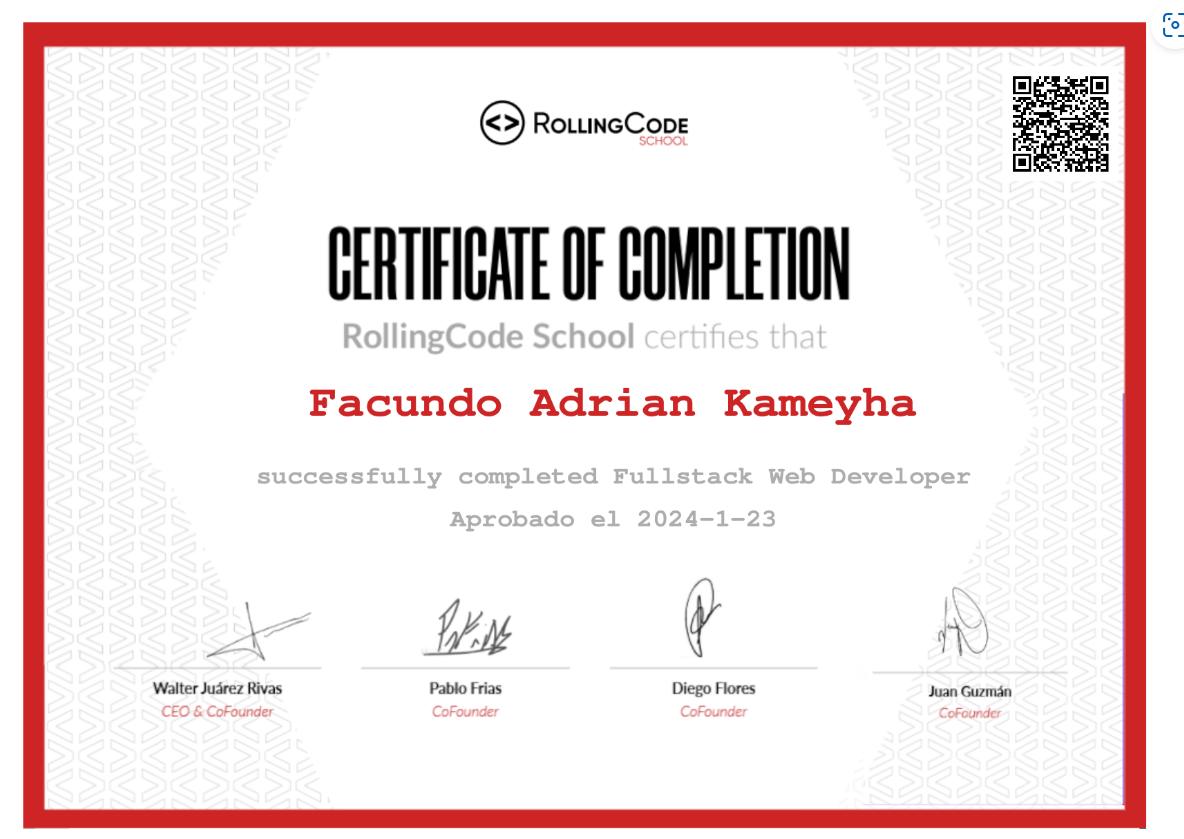 ROLLINGCODE
SCHOOL
CERTIFICATE OF COMPLETION
RollingCode School certifies that
Facundo Adrian Kameyha
successfully completed Fullstack Web Developer
Aprobado el 2024-1-23
Walter Juárez Rivas
CEO & CoFounder
Pablo Frias
CoFounder
Diego Flores
CoFounder
Juan Guzmán
CoFounder